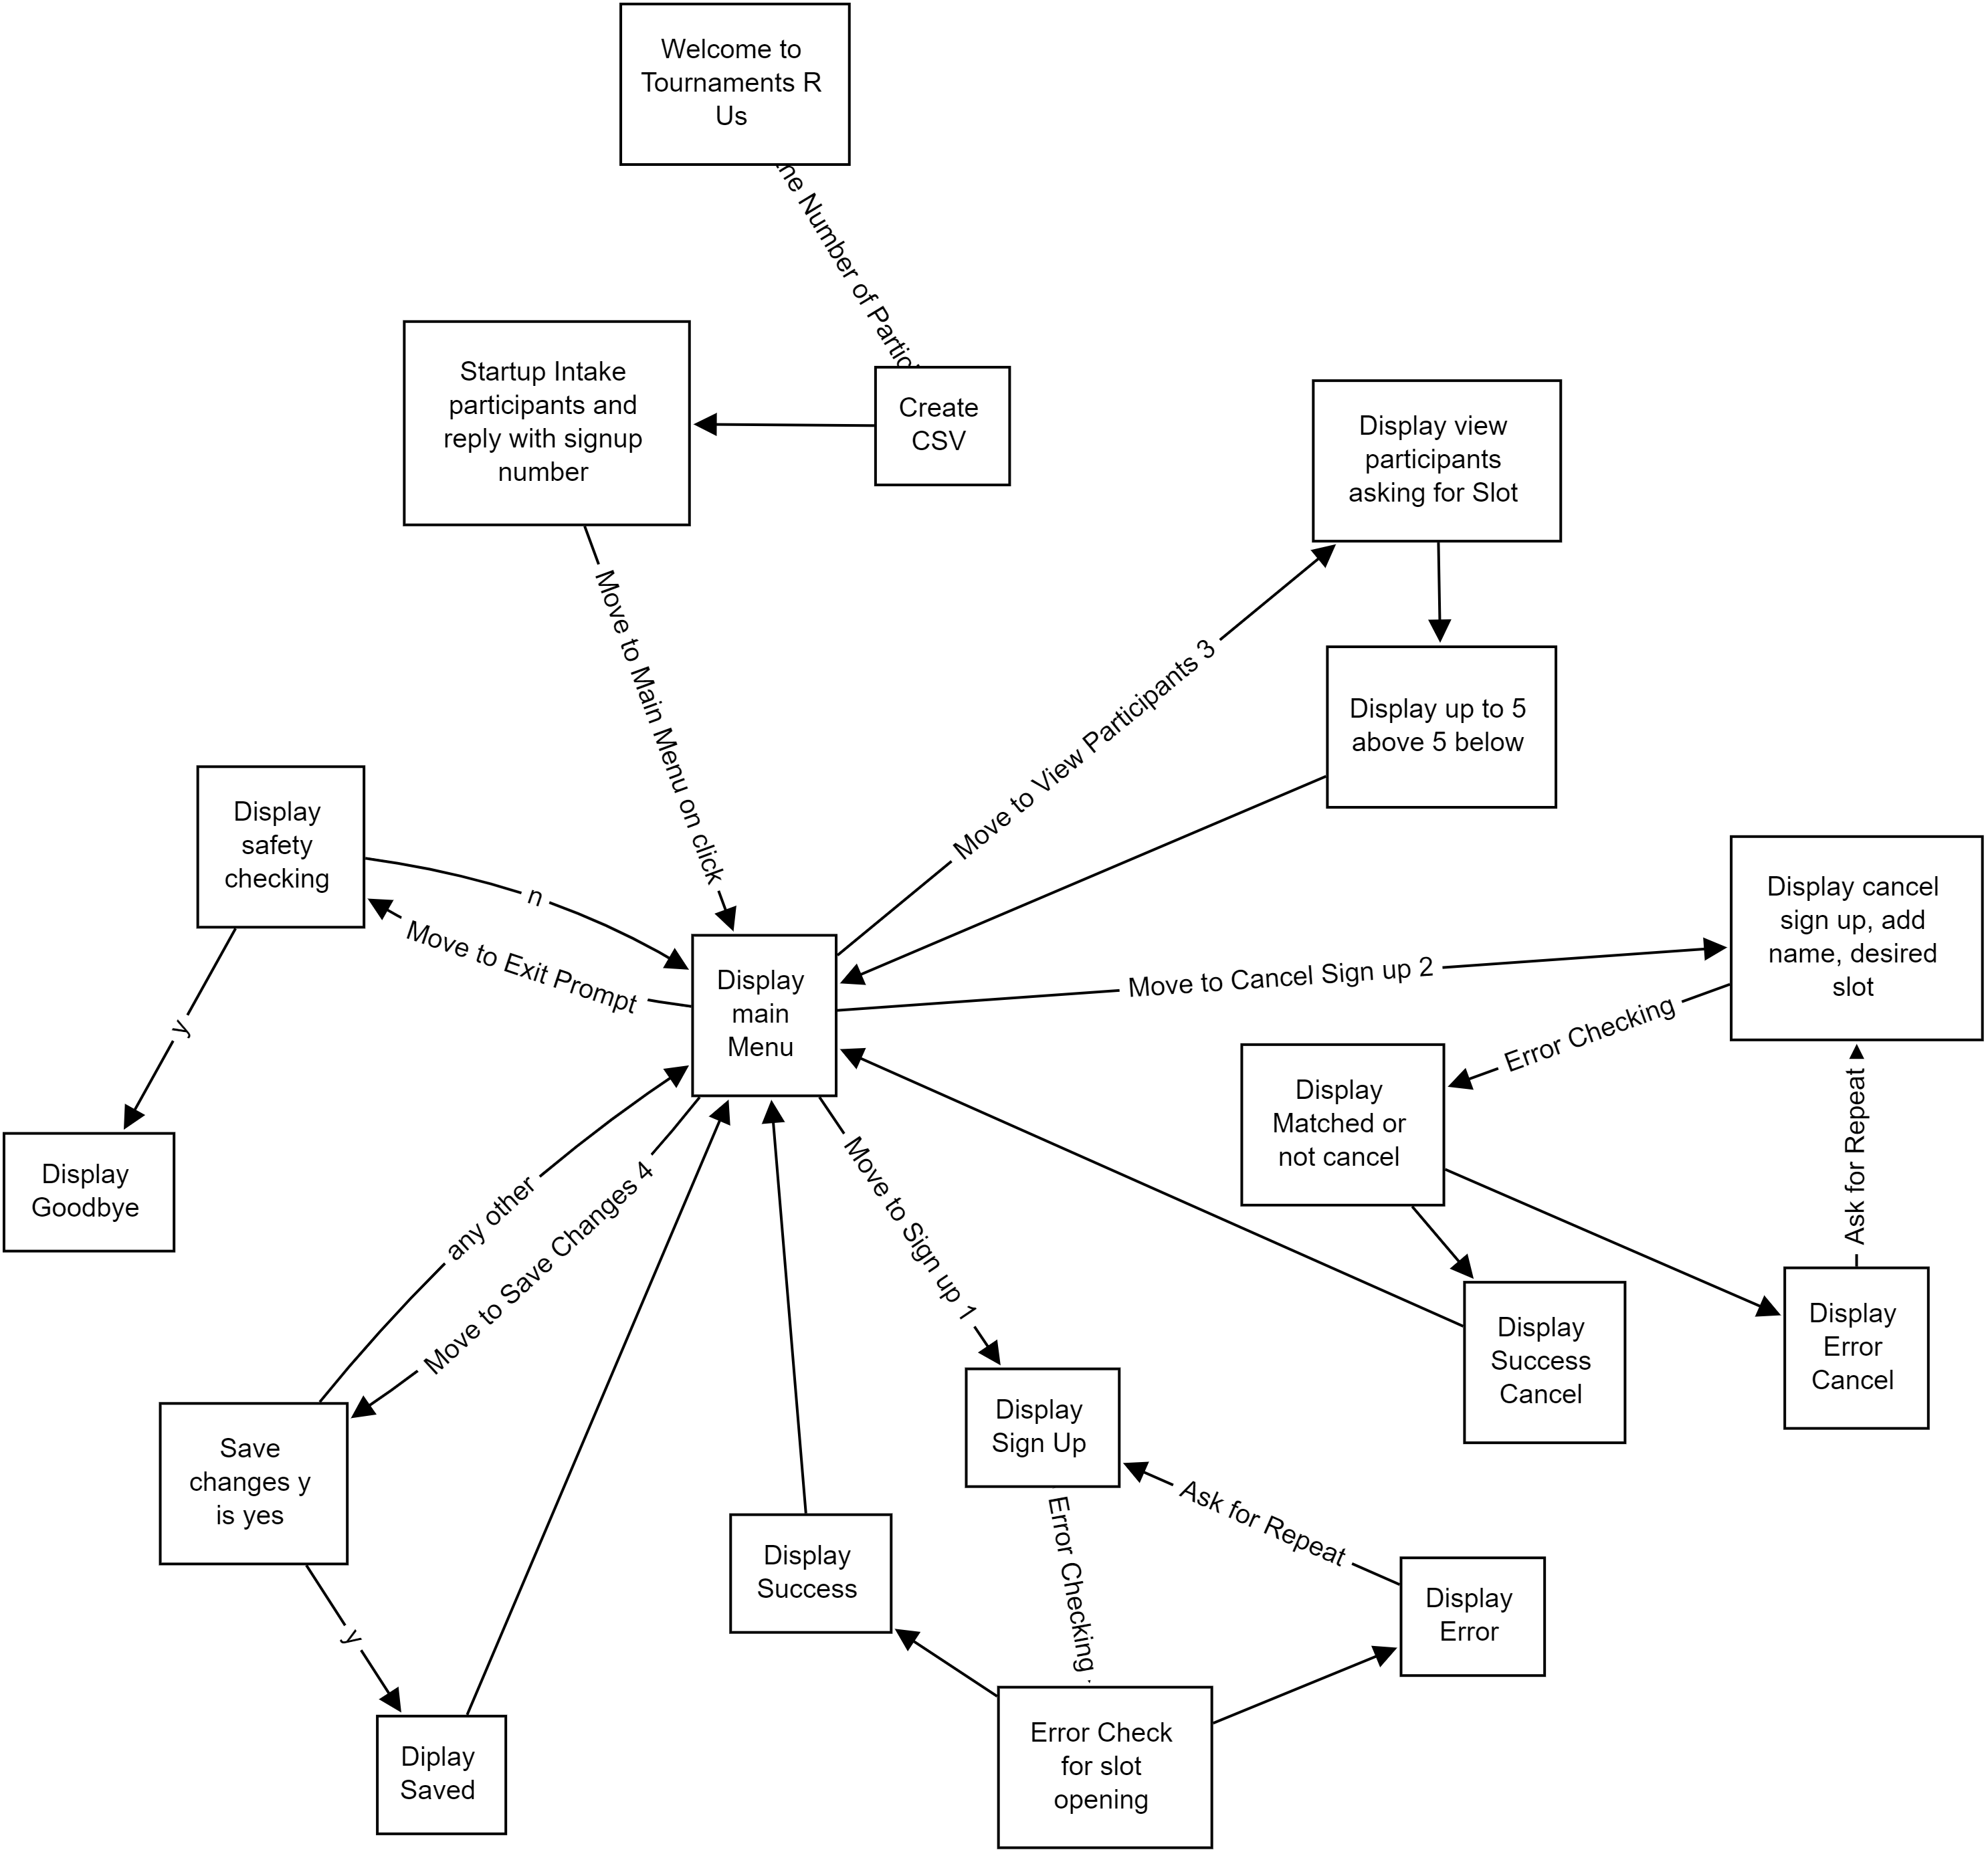 Welcome to
Tournaments R
Us
the Number of
Startup Intake
participants and
reply with signup
number
Create
CSV
Display view
participants
asking for Slot
Move to Main Menu on click
Move to View Participants 3
Display up to 5
above 5 below
Display
safety
checking
n
Move to Exit Prompt
y
Display
Goodbye
Display
main
Menu
Move to Cancel Sign up 2
Display cancel
sign up, add
name, desired
slot
Error Checking
Display
Matched or
not cancel
Ask for Repeat
any other
Move to Save Changes 4
Move to Sign up 1
Display
Success
Cancel
Display
Error
Cancel
Save
changes y
is yes
y
Diplay
Saved
Display
Sign Up
Error Checking
Ask for Repeat
Display
Success
Display
Error
Error Check
for slot
opening